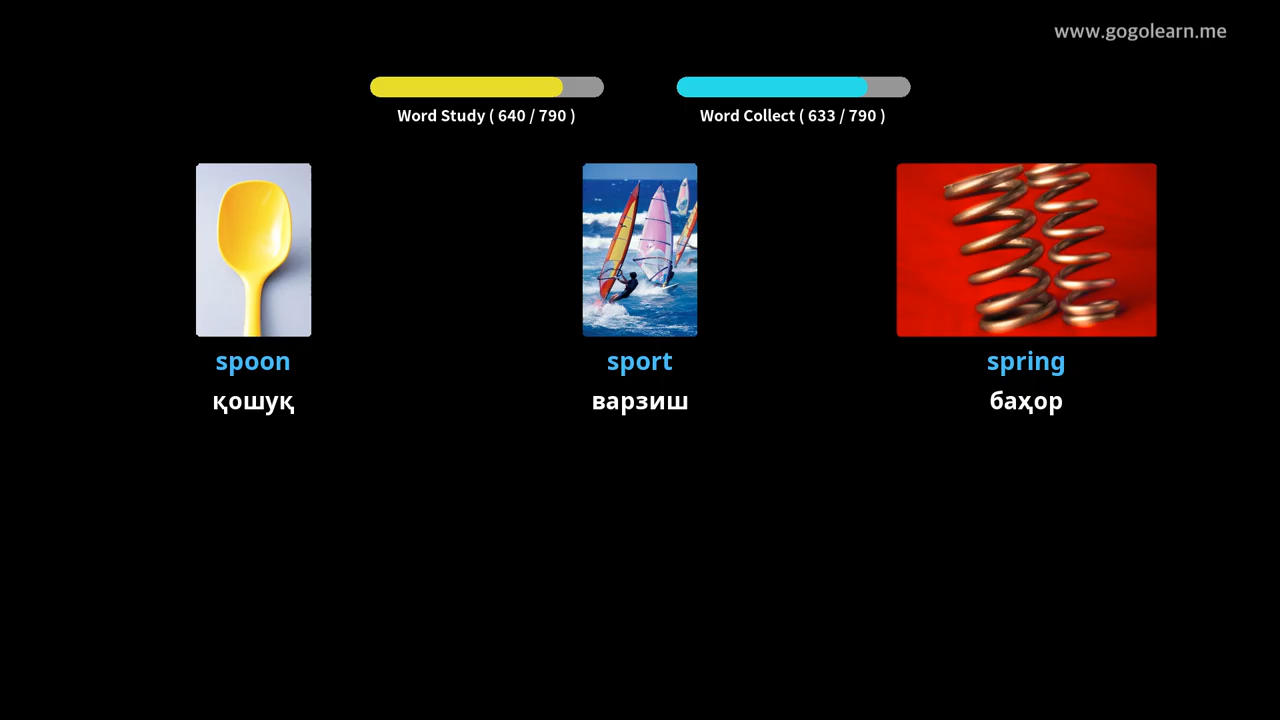 www.gogolearn.me
Word Study ( 640 / 790 )
Word Collect ( 633 / 790 )
spoon
sport
spring
қошуқ
варзиш
баҳор